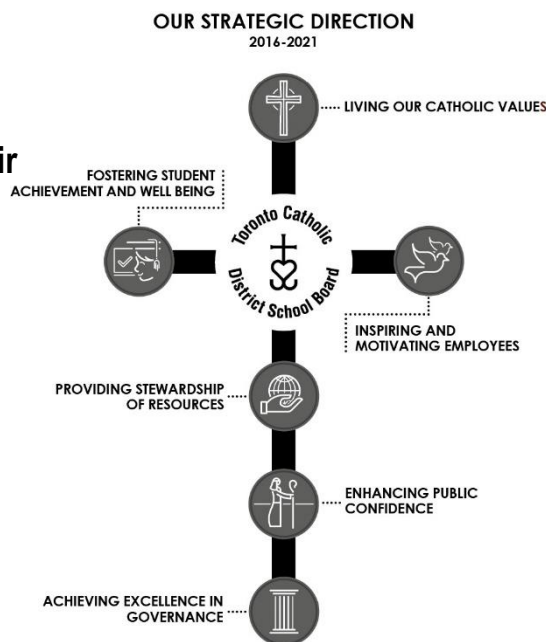 OUR STRATEGIC DIRECTION
2016-2021
LIVING OUR CATHOLIC VALUES
ir
FOSTERING STUDENT
ACHIEVEMENT AND WELL BEING
Toronto Catholic
District School Board
INSPIRING AND
MOTIVATING EMPLOYEES
PROVIDING STEWARDSHIP
OF RESOURCES
ENHANCING PUBLIC
CONFIDENCE
ACHIEVING EXCELLENCE IN
GOVERNANCE